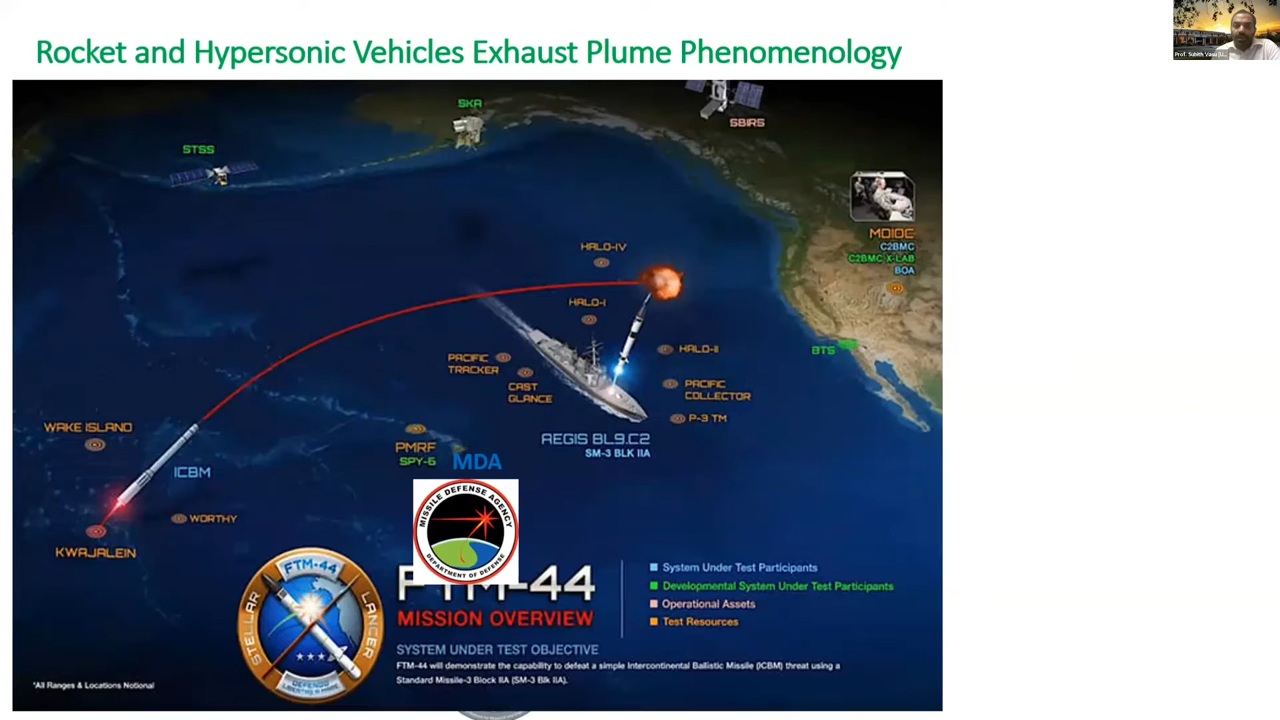 Rocket and Hypersonic Vehicles Exhaust Plume Phenomenology
SKA
SBIRS
STSS
MDIOC
C2BMC
C2BMC X-LAB
BOA
HALO-IV
HALO-I
HALO-II
PACIFIC
TRACKER
CAST
GLANCE
PACIFIC
COLLECTOR
P-3 TM
BTS
WAKE ISLAND
ICBM
PMRF
SPY-6
MDA
AEGIS BL9.C2
SM-3 BLK IIA
WORTHY
KWAJALEIN
MISSILE DEFENSE AGENCY
DEPARTMENT OF DEFENSE
FTM-44
STELLAR
LANCER
DEFENSE
FTM-44
MISSION OVERVIEW
SYSTEM UNDER TEST OBJECTIVE
FTM-44 will demonstrate the capability to defeat a simple Intercontinental Ballistic Missile (ICBM) threat using a
Standard Missile-3 Block IIA (SM-3 Blk IIA).
System Under Test Participants
Developmental System Under Test Participants
Operational Assets
Test Resources
*All Ranges & Locations Notional
Prof. Subith Vasu